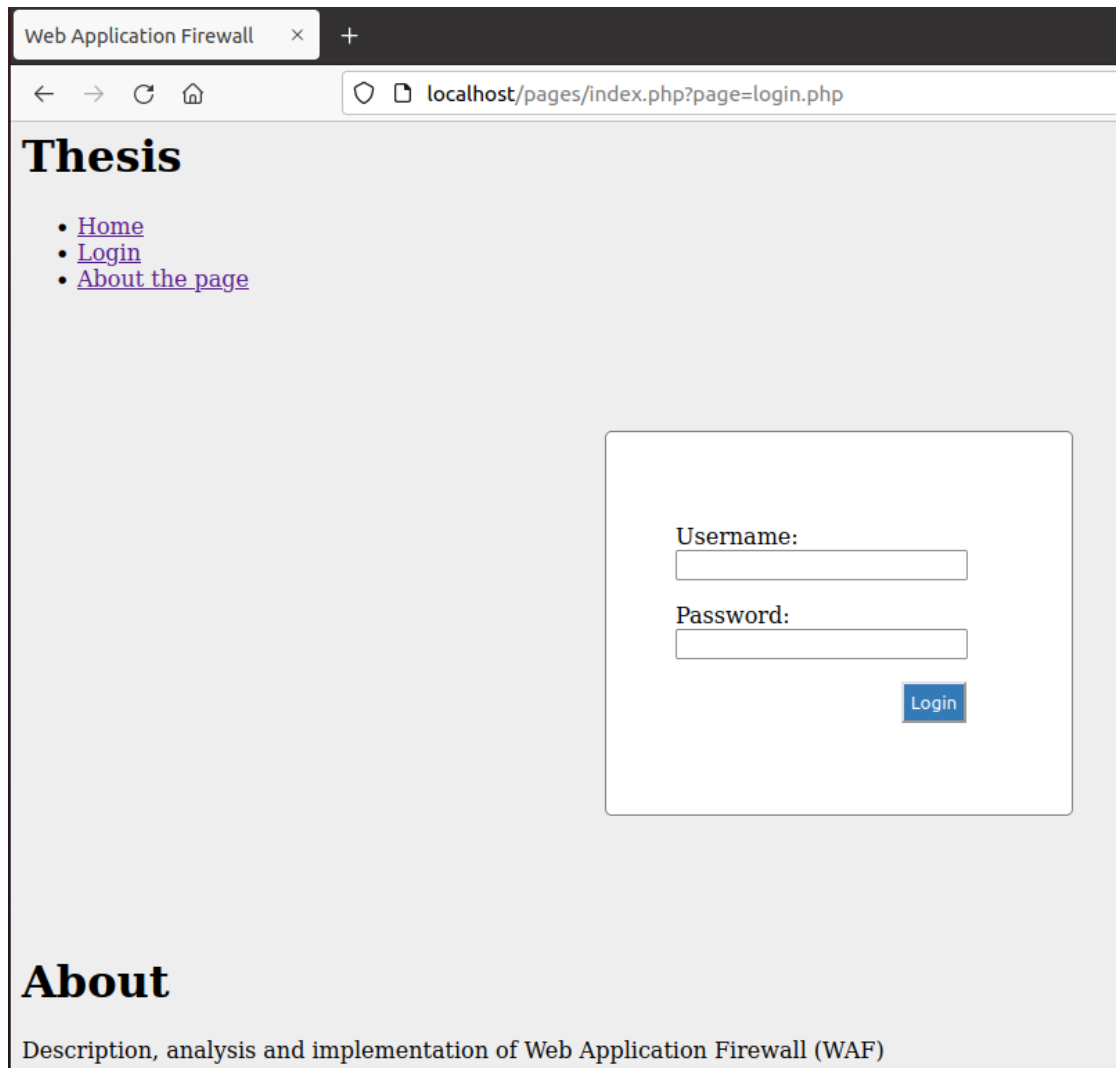 Web Application Firewall
localhost/pages/index.php?page=login.php
Thesis
Home
Login
About the page
Username:
Password:
Login
About
Description, analysis and implementation of Web Application Firewall (WAF)